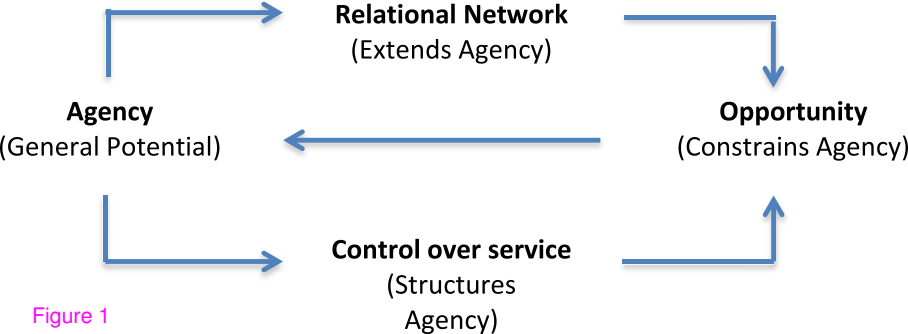 Relational Network
(Extends Agency)
Agency
(General Potential)
Opportunity
(Constrains Agency)
Control over service
(Structures
Agency)
Figure 1